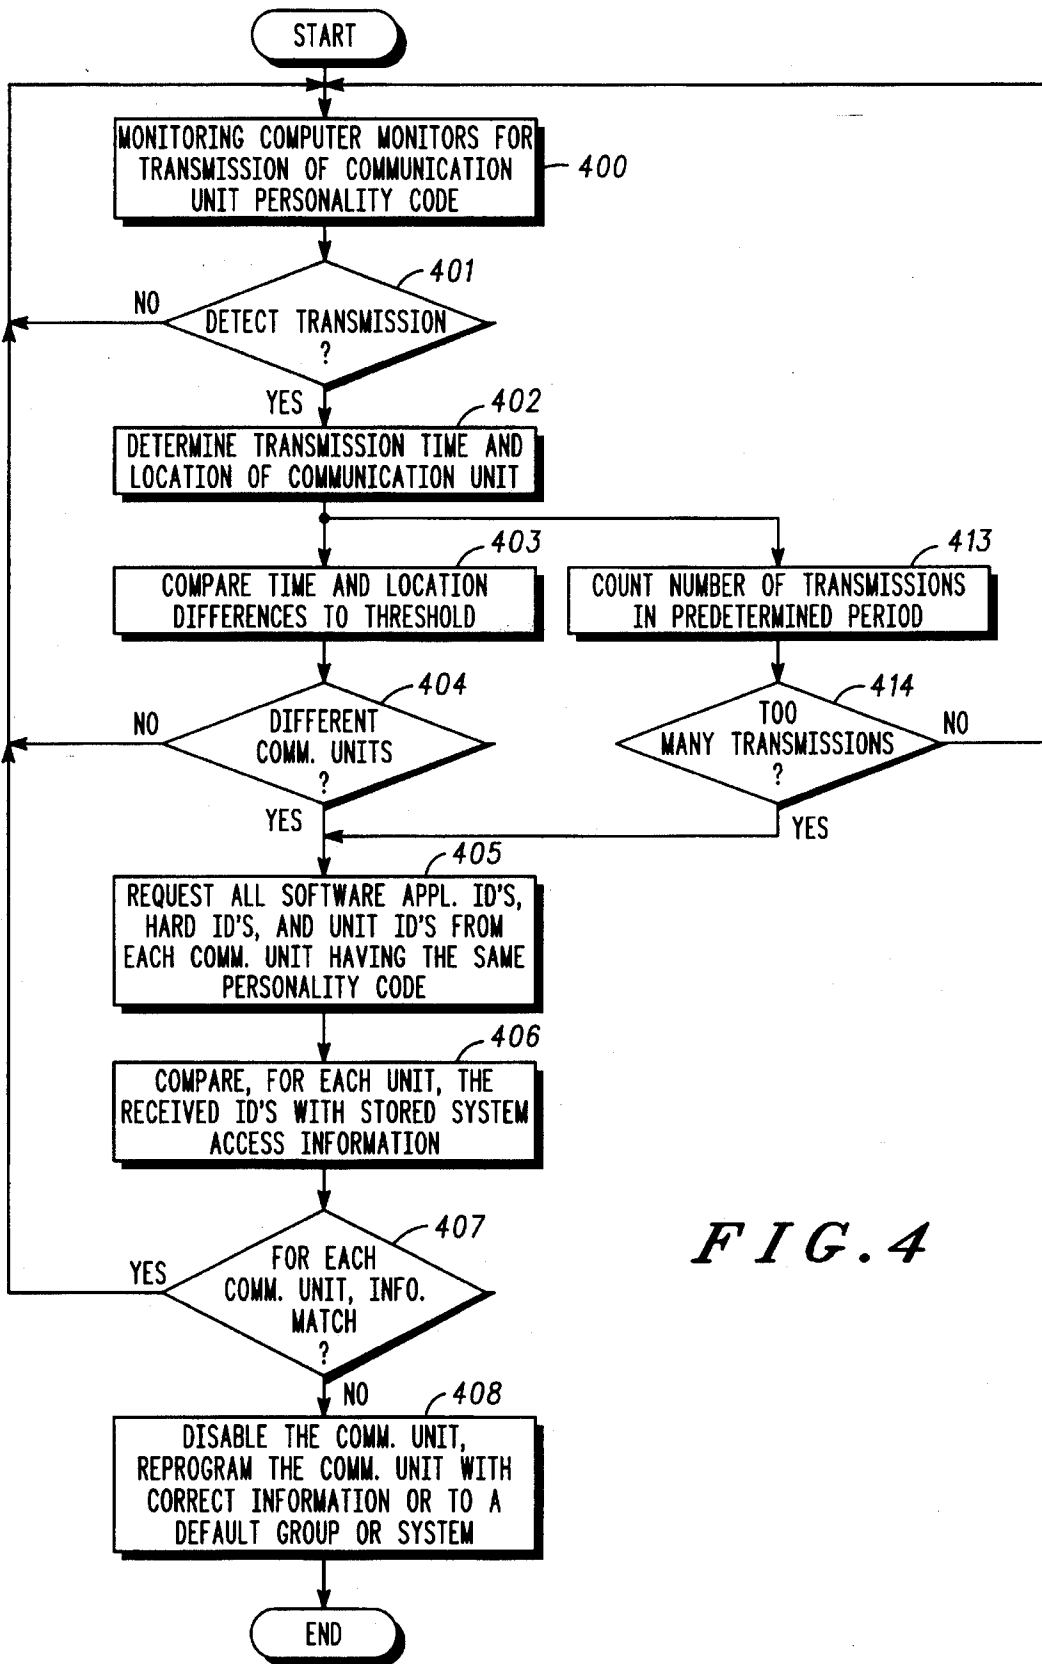 START
MONITORING COMPUTER MONITORS FOR
TRANSMISSION OF COMMUNICATION
UNIT PERSONALITY CODE
400
401
NO
DETECT TRANSMISSION
?
YES
402
DETERMINE TRANSMISSION TIME AND
LOCATION OF COMMUNICATION UNIT
403
COMPARE TIME AND LOCATION
DIFFERENCES TO THRESHOLD
413
COUNT NUMBER OF TRANSMISSIONS
IN PREDETERMINED PERIOD
404
NO
DIFFERENT
COMM. UNITS
?
YES
414
TOO
MANY TRANSMISSIONS
?
NO
YES
405
REQUEST ALL SOFTWARE APPL. ID'S,
HARD ID'S, AND UNIT ID'S FROM
EACH COMM. UNIT HAVING THE SAME
PERSONALITY CODE
406
COMPARE, FOR EACH UNIT, THE
RECEIVED ID'S WITH STORED SYSTEM
ACCESS INFORMATION
407
YES
FOR EACH
COMM. UNIT, INFO.
MATCH
?
NO
FIG.4
408
DISABLE THE COMM. UNIT,
REPROGRAM THE COMM. UNIT WITH
CORRECT INFORMATION OR TO A
DEFAULT GROUP OR SYSTEM
END